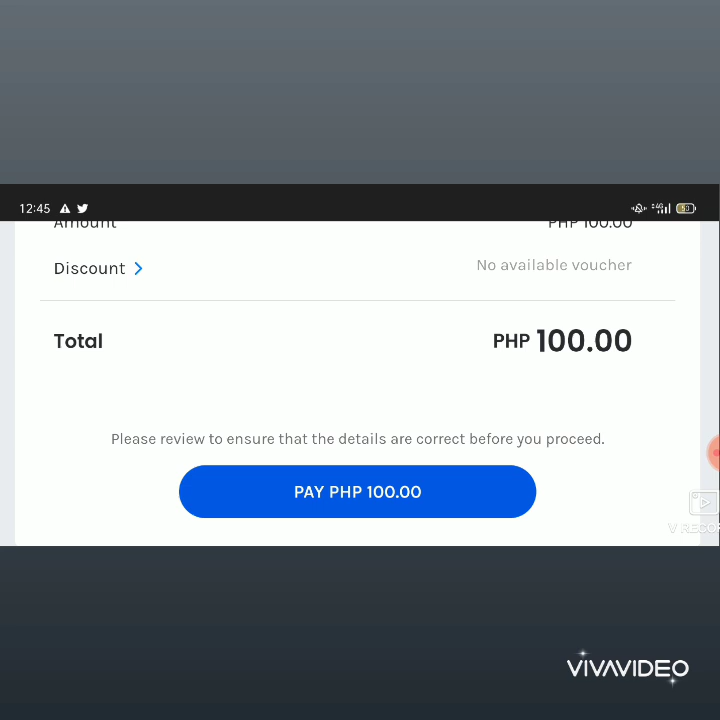 12:45
Amount PHP 100.00
Discount No available voucher
Total PHP 100.00
Please review to ensure that the details are correct before you proceed.
PAY PHP 100.00
V RECO
VIVAVIDEO